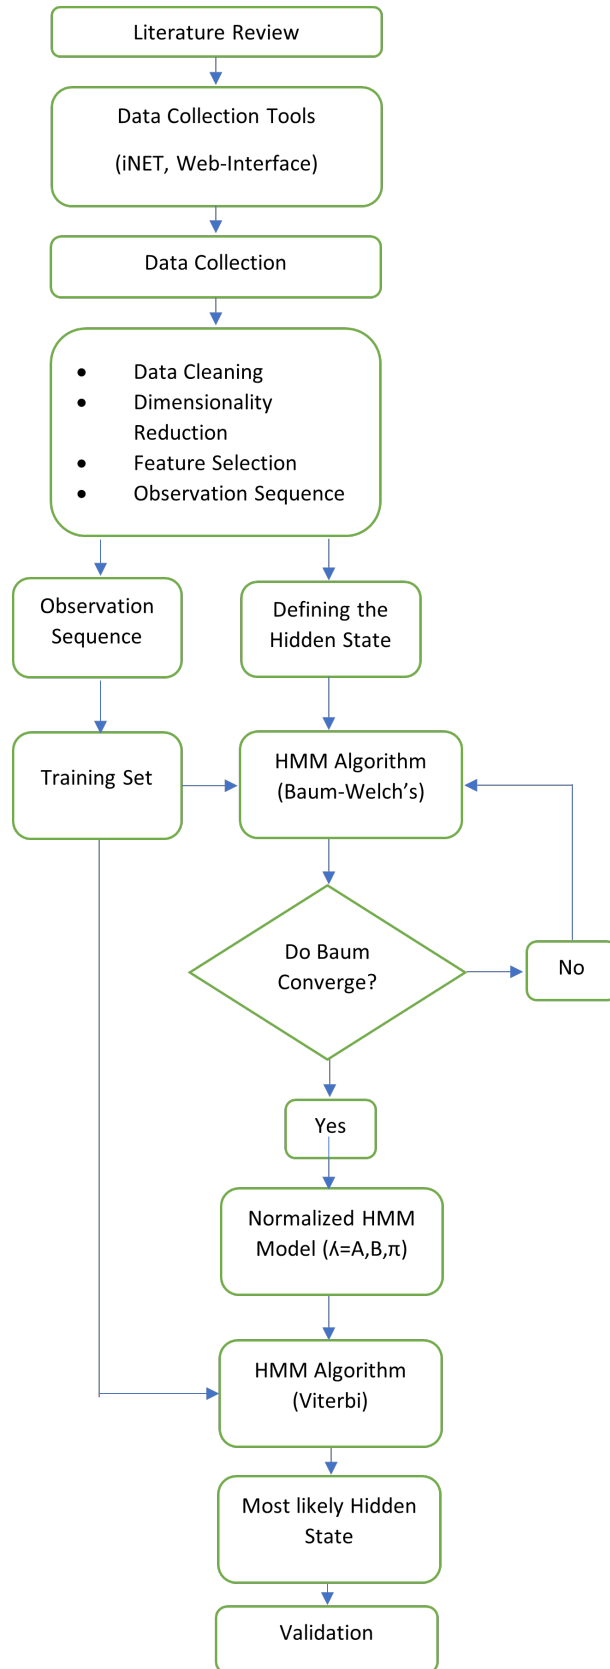 Literature Review
Data Collection Tools
(iNET, Web-Interface)
Data Collection
• Data Cleaning
• Dimensionality
Reduction
• Feature Selection
• Observation Sequence
Observation
Sequence
Defining the
Hidden State
Training Set
HMM Algorithm
(Baum-Welch’s)
Do Baum
Converge?
No
Yes
Normalized HMM
Model (ʎ=A,B,π)
HMM Algorithm
(Viterbi)
Most likely Hidden
State
Validation